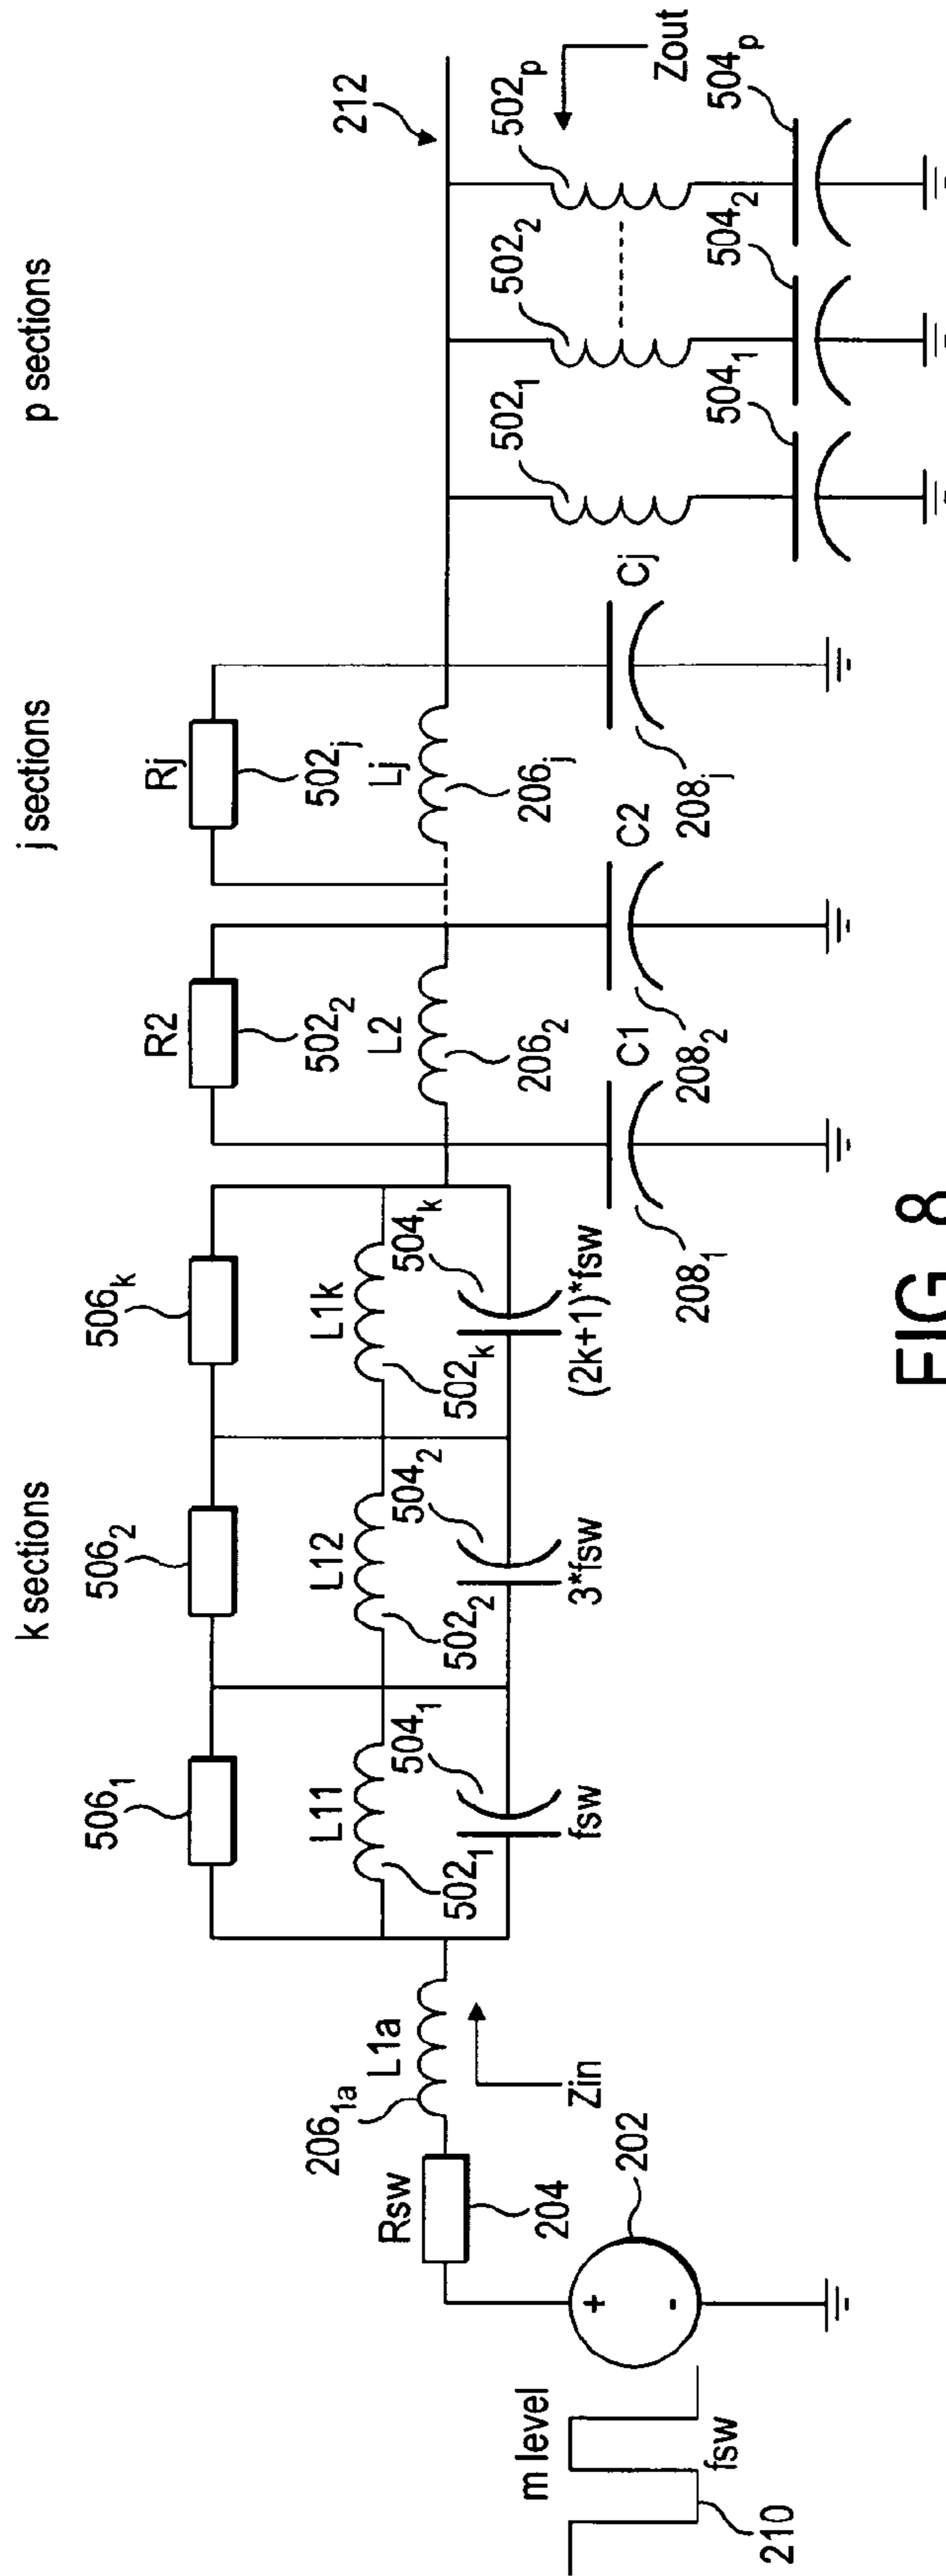 k sections
j sections
p sections
506₁
506₂
506ₖ
R2
502₂
Rj
502ⱼ
212
L11
502₁
504₁
fsw
L12
502₂
504₂
3*fsw
L1k
502ₖ
504ₖ
(2k+1)*fsw
L2
206₂
Lj
206ⱼ
C1
208₁
C2
208₂
Cj
208ⱼ
502₁
502₂
502ₚ
504₁
504₂
504ₚ
Zout
206₁ₐ
L1a
Rsw
204
Zin
202
+
-
m level
fsw
210
FIG. 8